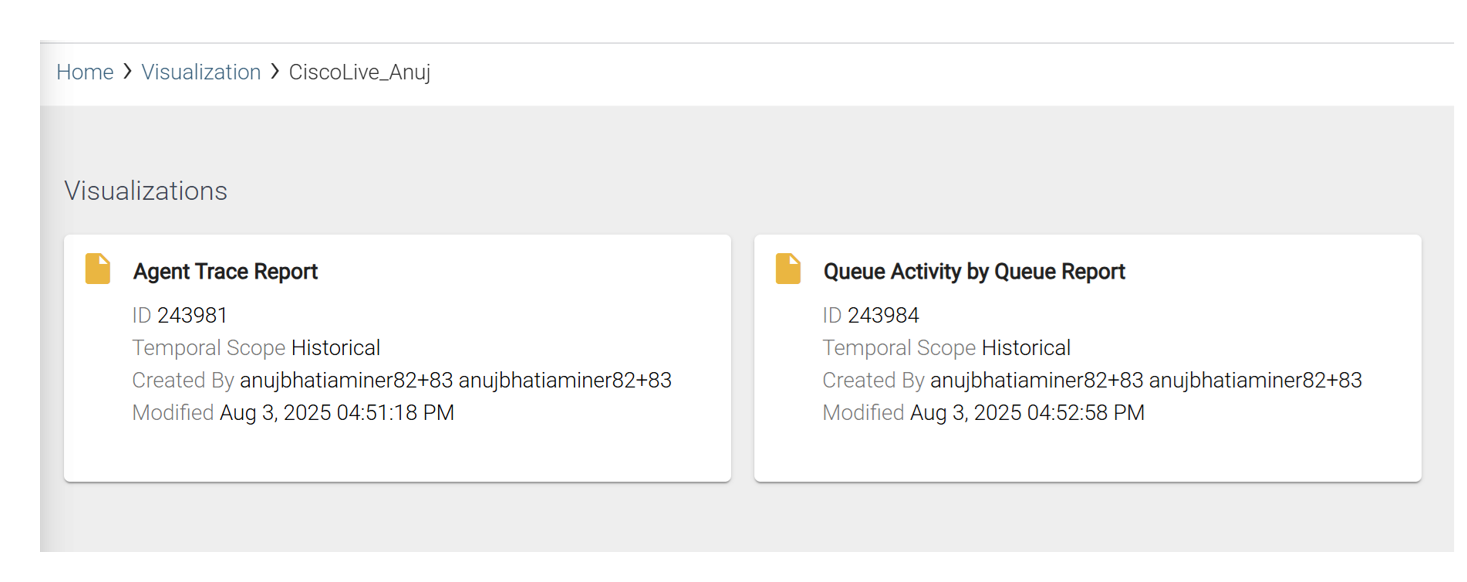 Home > Visualization > CiscoLive_Anuj
Visualizations
Agent Trace Report
ID 243981
Temporal Scope Historical
Created By anujbhatiaminer82+83 anujbhatiaminer82+83
Modified Aug 3, 2025 04:51:18 PM
Queue Activity by Queue Report
ID 243984
Temporal Scope Historical
Created By anujbhatiaminer82+83 anujbhatiaminer82+83
Modified Aug 3, 2025 04:52:58 PM